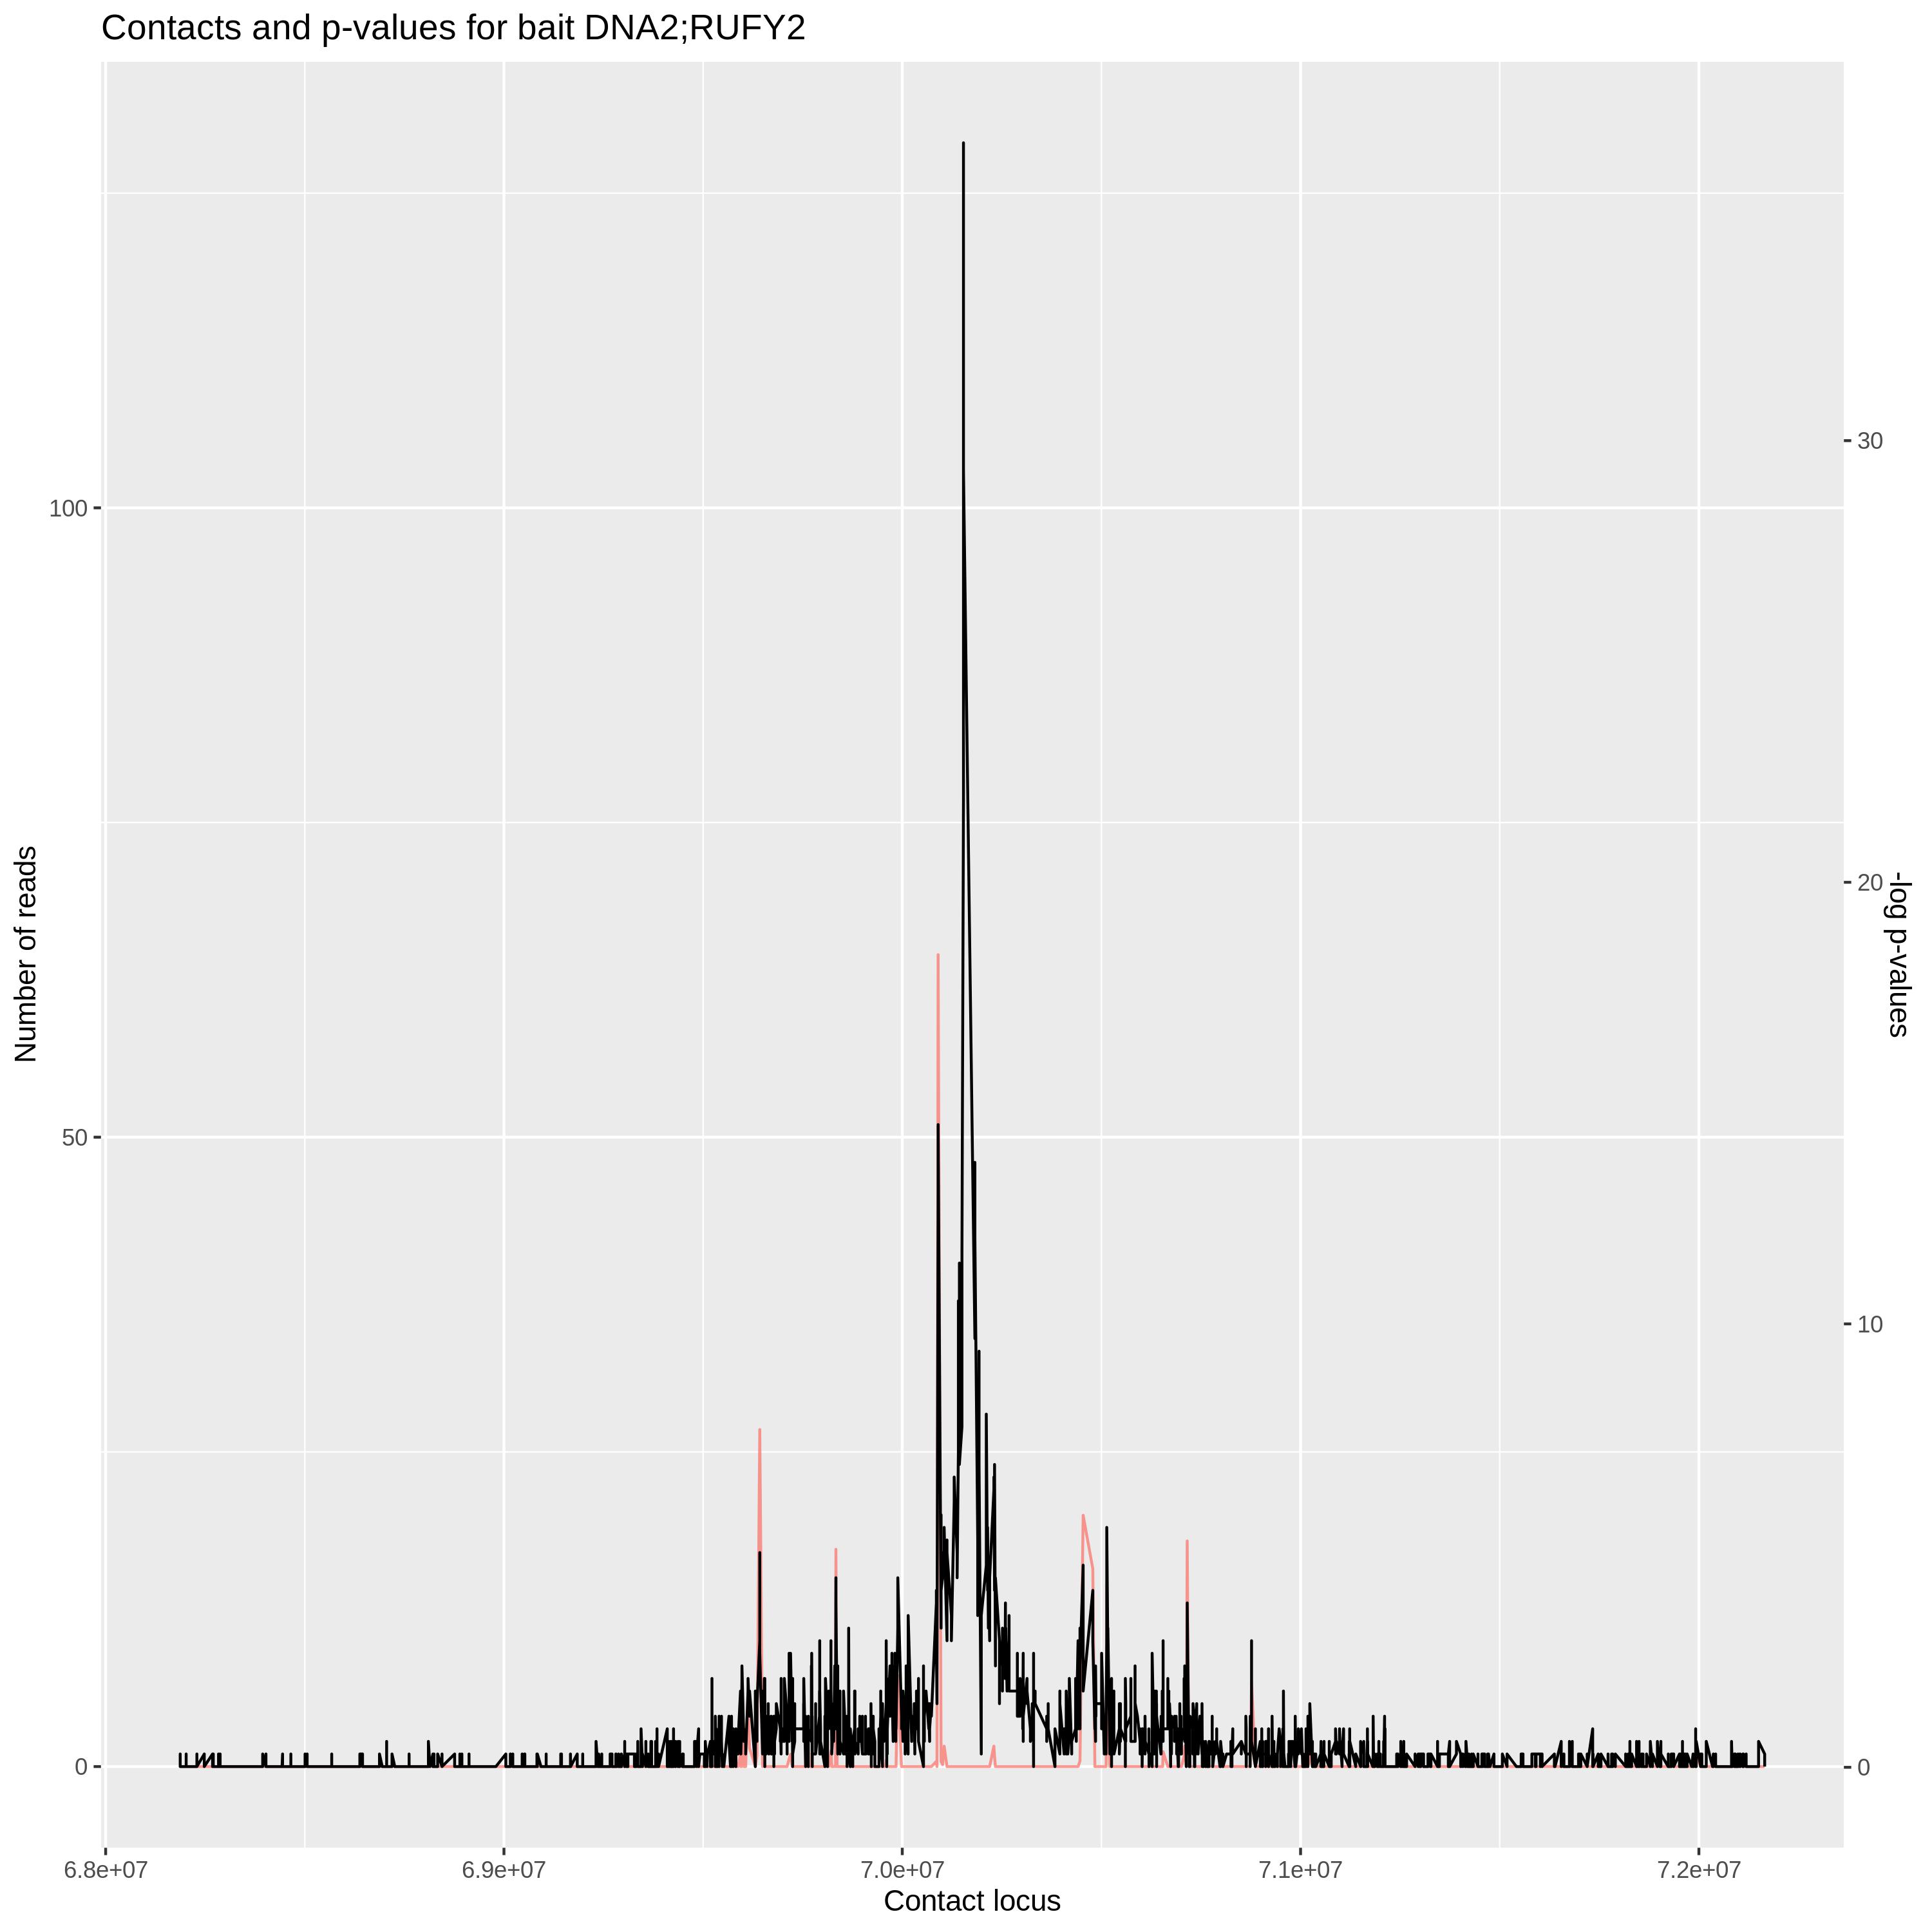 Contacts and p-values for bait DNA2;RUFY2
Number of reads
100
50
0
30
20
10
0
-log p-values
6.8e+07 6.9e+07 7.0e+07 7.1e+07 7.2e+07
Contact locus